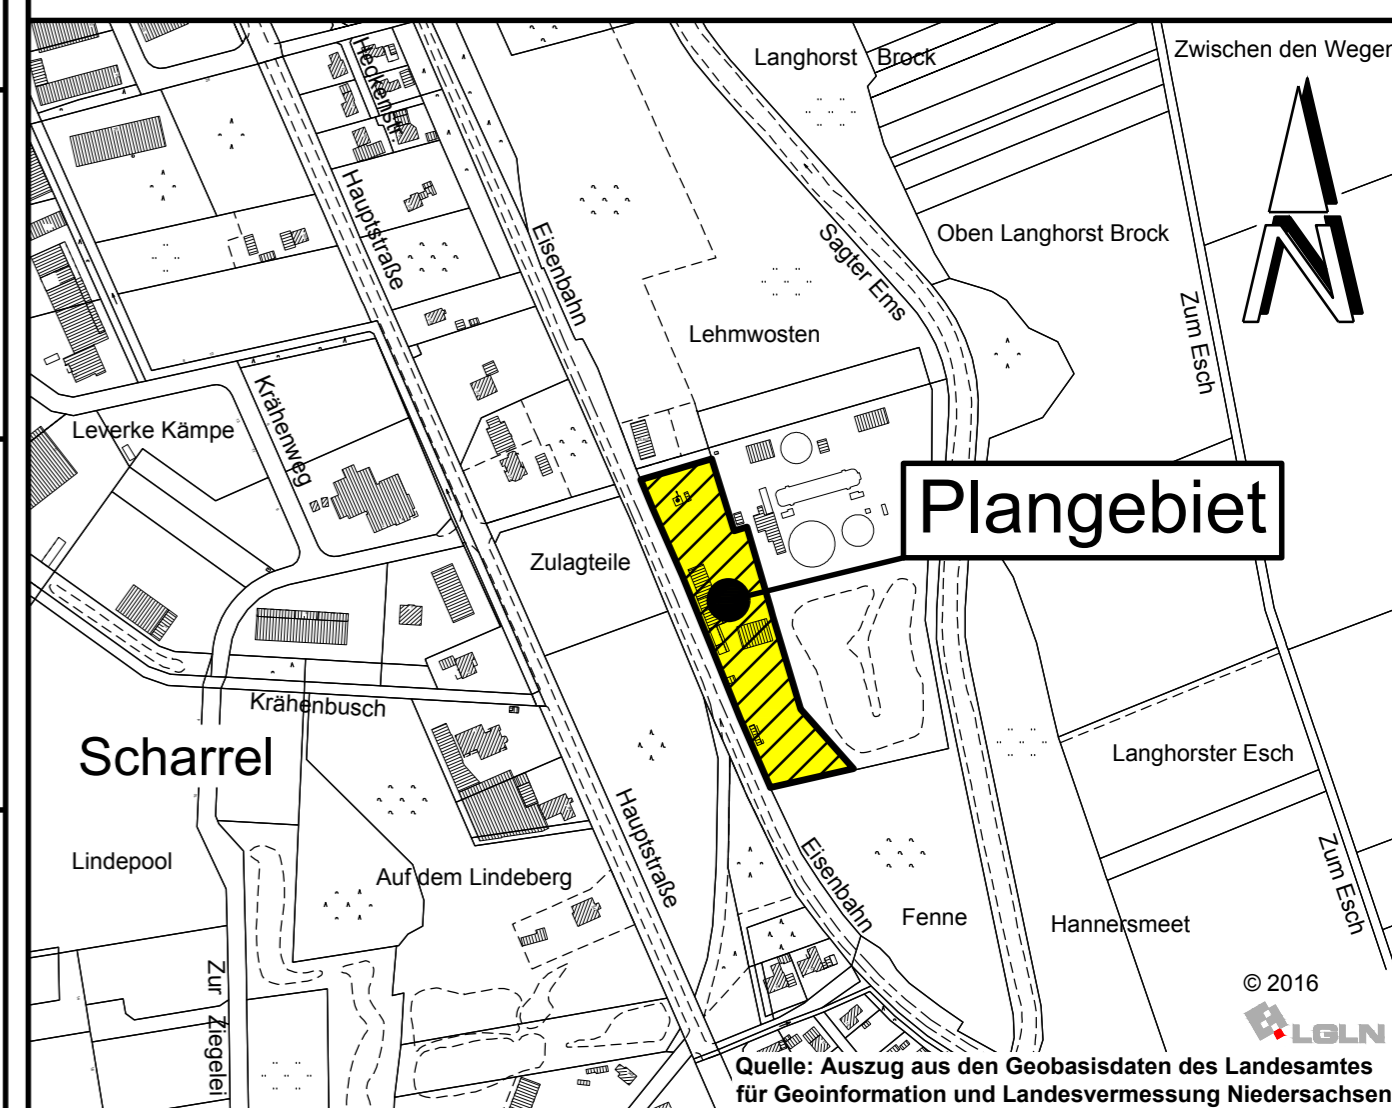 Langhorst Brock
Zwischen den Wegen
Heckenstr.
Hauptstraße
Eisenbahn
Sagter Ems
Oben Langhorst Brock
N
Zum Esch
Lehmwosten
Krähenweg
Leverke Kämpe
Plangebiet
Zulagteile
Krähenbusch
Scharrel
Langhorster Esch
Hauptstraße
Eisenbahn
Zum Esch
Lindepool
Auf dem Lindeberg
Fenne
Hannersmeet
Zur Ziegelei
© 2016
LGLN
Quelle: Auszug aus den Geobasisdaten des Landesamtes
für Geoinformation und Landesvermessung Niedersachsen